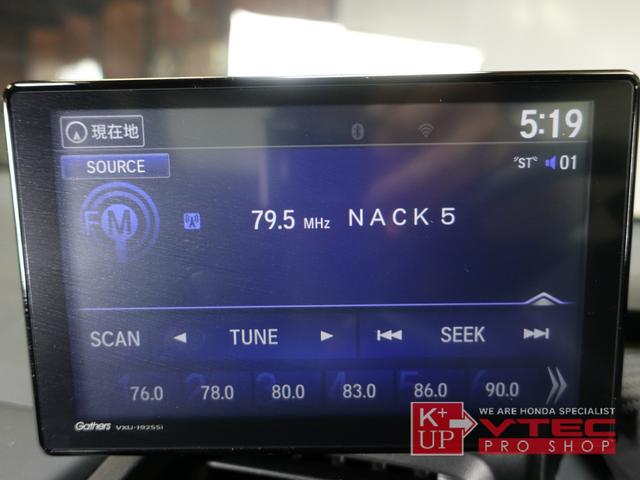 現在地
5:19
SOURCE
ST 01
FM
79.5 MHz NACK 5
SCAN TUNE SEEK
76.0 78.0 80.0 83.0 86.0 90.0
Gathers VXU-192SSi
K+ UP
WE ARE HONDA SPECIALIST
VTEC
PRO SHOP